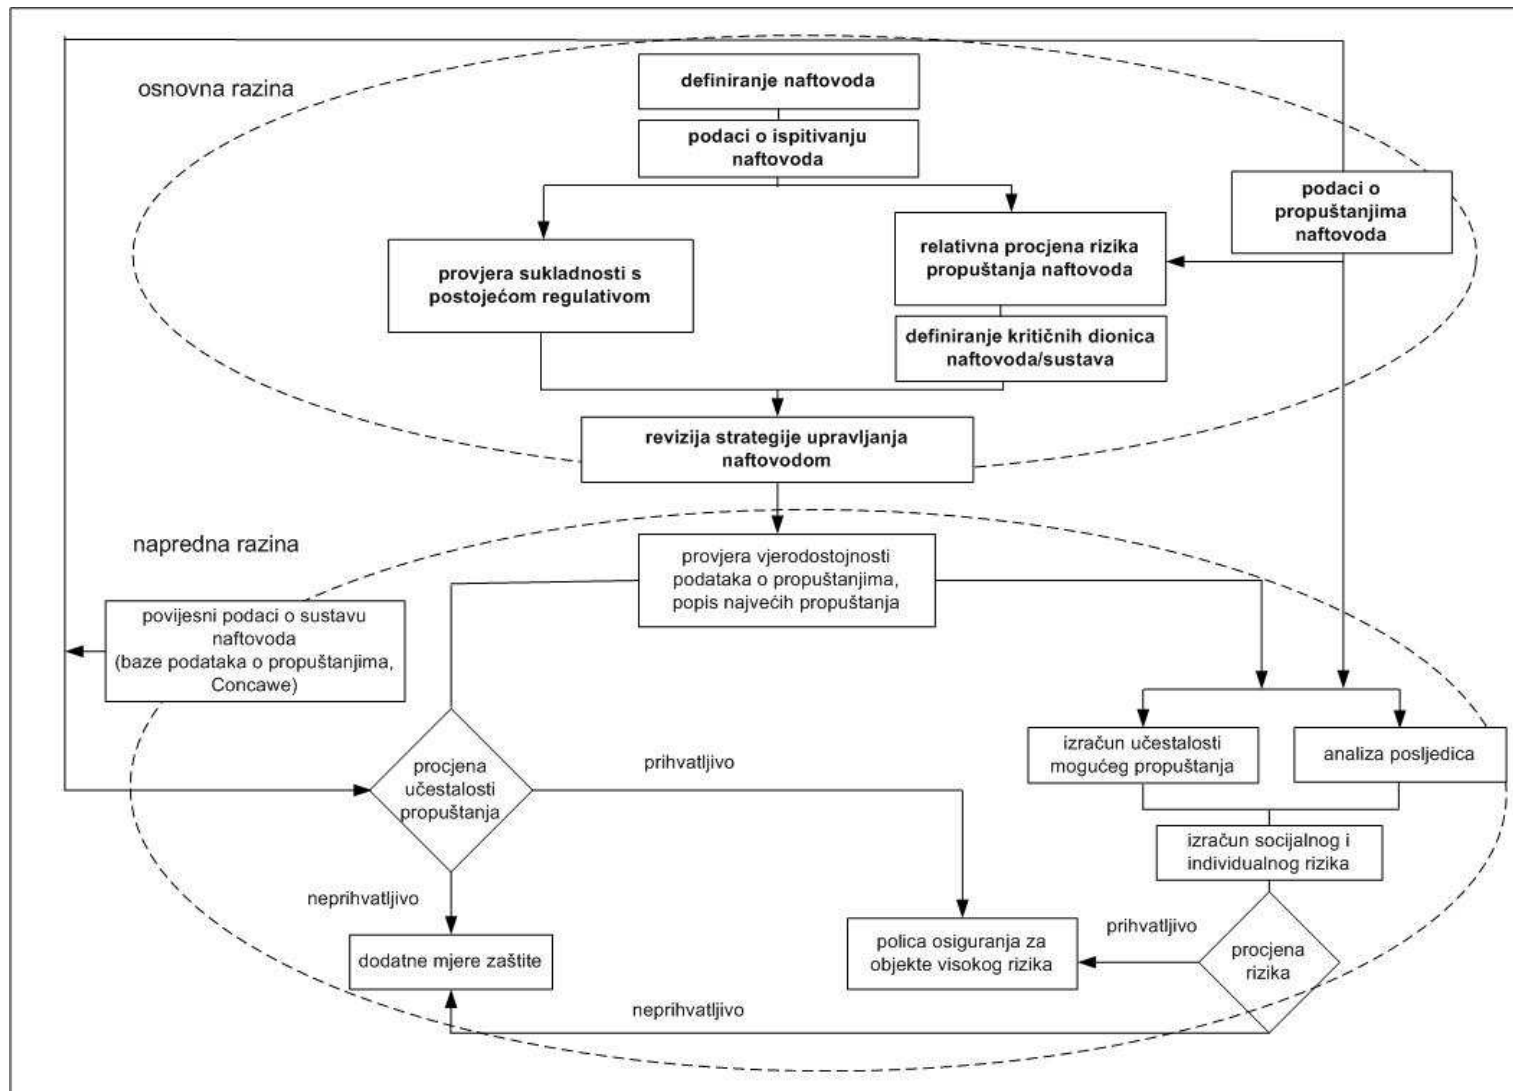 osnovna razina
definiranje naftovoda
podaci o ispitivanju
naftovoda
podaci o
propuštanjima
naftovoda
provjera sukladnosti s
postojećom regulativom
relativna procjena rizika
propuštanja naftovoda
definiranje kritičnih dionica
naftovoda/sustava
revizija strategije upravljanja
naftovodom
napredna razina
provjera vjerodostojnosti
podataka o propuštanjima,
popis najvećih propuštanja
povijesni podaci o sustavu
naftovoda
(baze podataka o propuštanjima,
Concawe)
procjena
učestalosti
propuštanja
prihvatljivo
izračun učestalosti
mogućeg propuštanja
analiza posljedica
izračun socijalnog i
individualnog rizika
neprihvatljivo
dodatne mjere zaštite
polica osiguranja za
objekte visokog rizika
prihvatljivo
procjena
rizika
neprihvatljivo